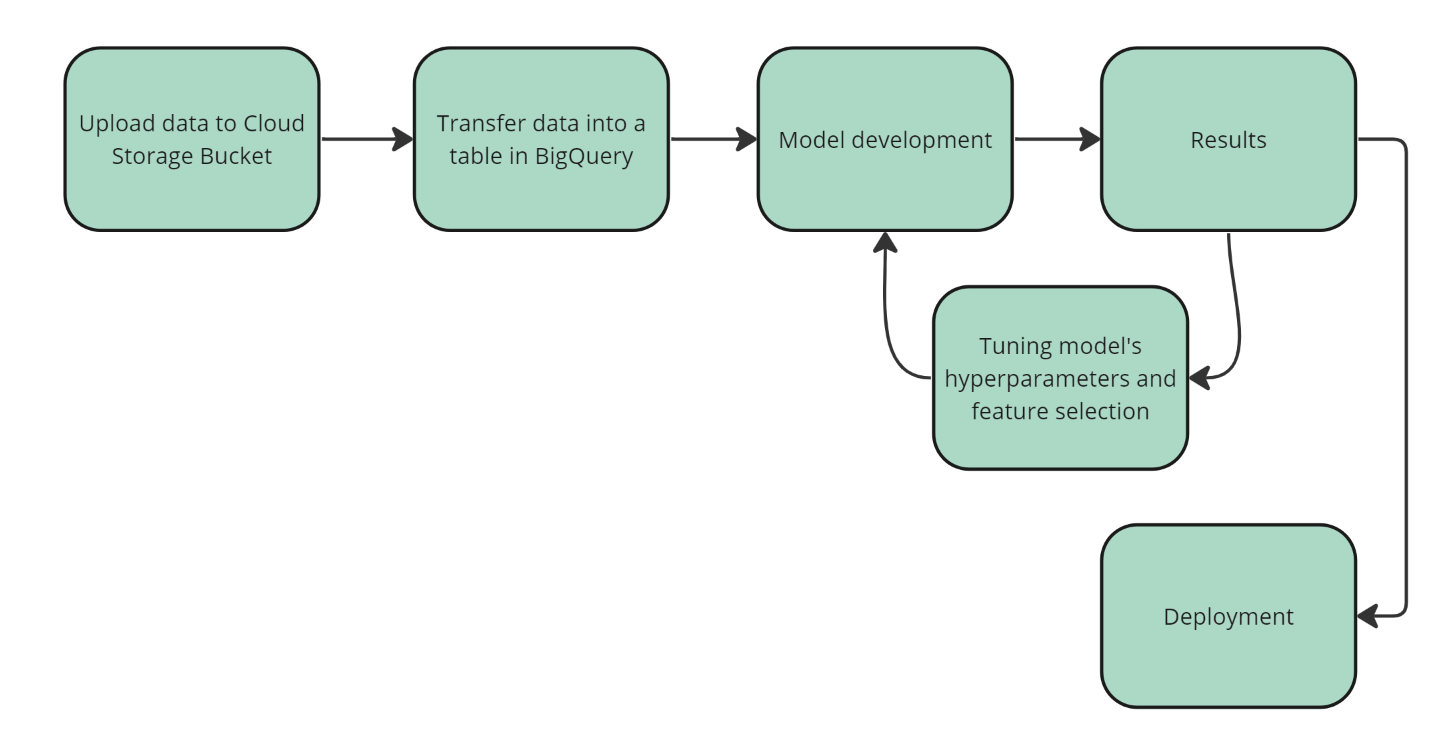 Upload data to Cloud
Storage Bucket
Transfer data into a
table in BigQuery
Model development
Results
Tuning model's
hyperparameters and
feature selection
Deployment